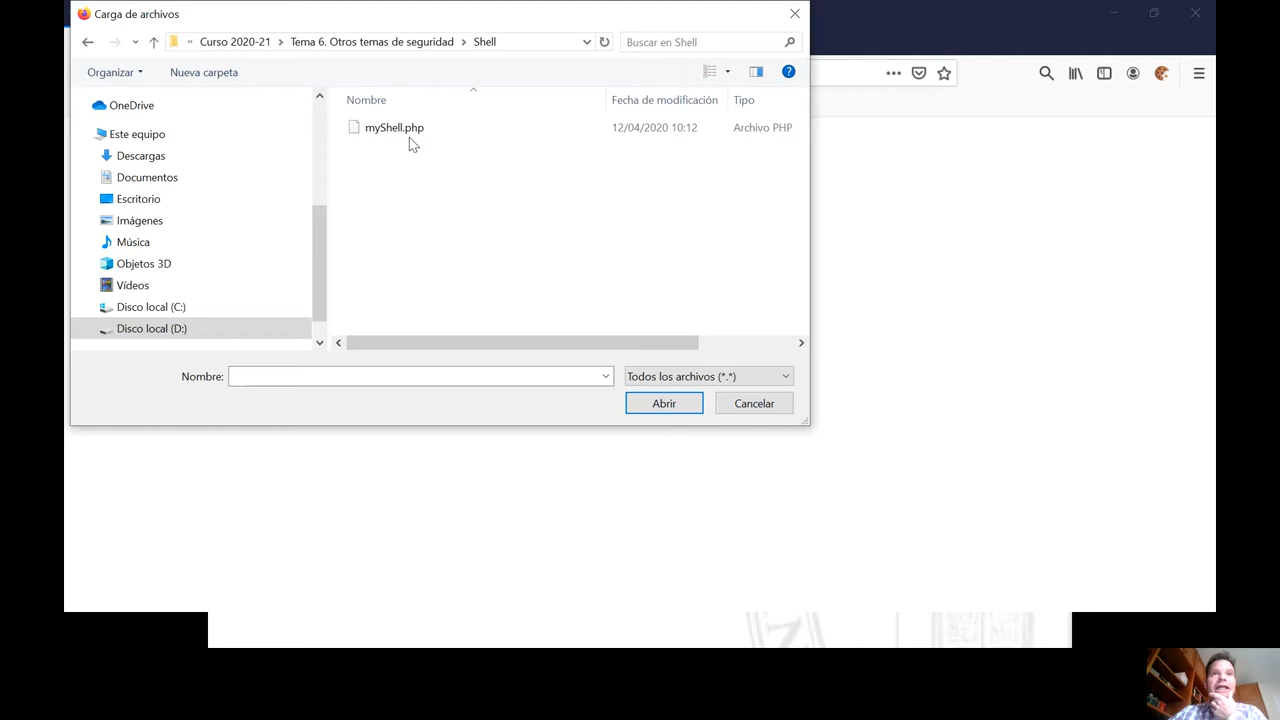 Carga de archivos
« Curso 2020-21 > Tema 6. Otros temas de seguridad > Shell
Buscar en Shell
Organizar
Nueva carpeta
Nombre
Fecha de modificación
Tipo
OneDrive
myShell.php
12/04/2020 10:12
Archivo PHP
Este equipo
Descargas
Documentos
Escritorio
Imágenes
Música
Objetos 3D
Vídeos
Disco local (C:)
Disco local (D:)
Nombre:
Todos los archivos (*.*)
Abrir
Cancelar